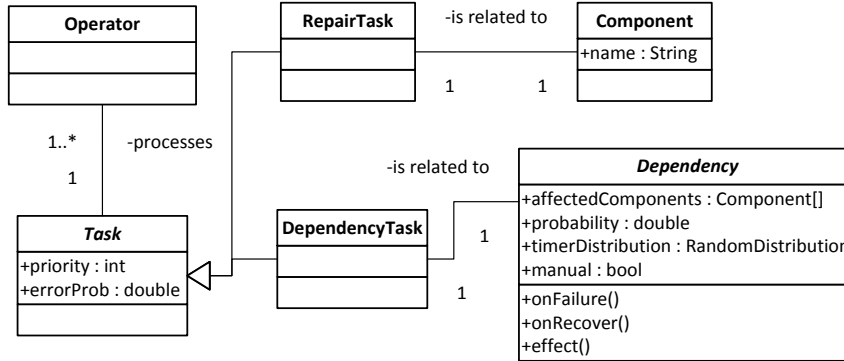 Operator
RepairTask
-is related to
Component
+name : String
1
1
1..*
-processes
1
-is related to
Dependency
+affectedComponents : Component[]
+probability : double
+timerDistribution : RandomDistribution
+manual : bool
+onFailure()
+onRecover()
+effect()
Task
+priority : int
+errorProb : double
DependencyTask
1
1